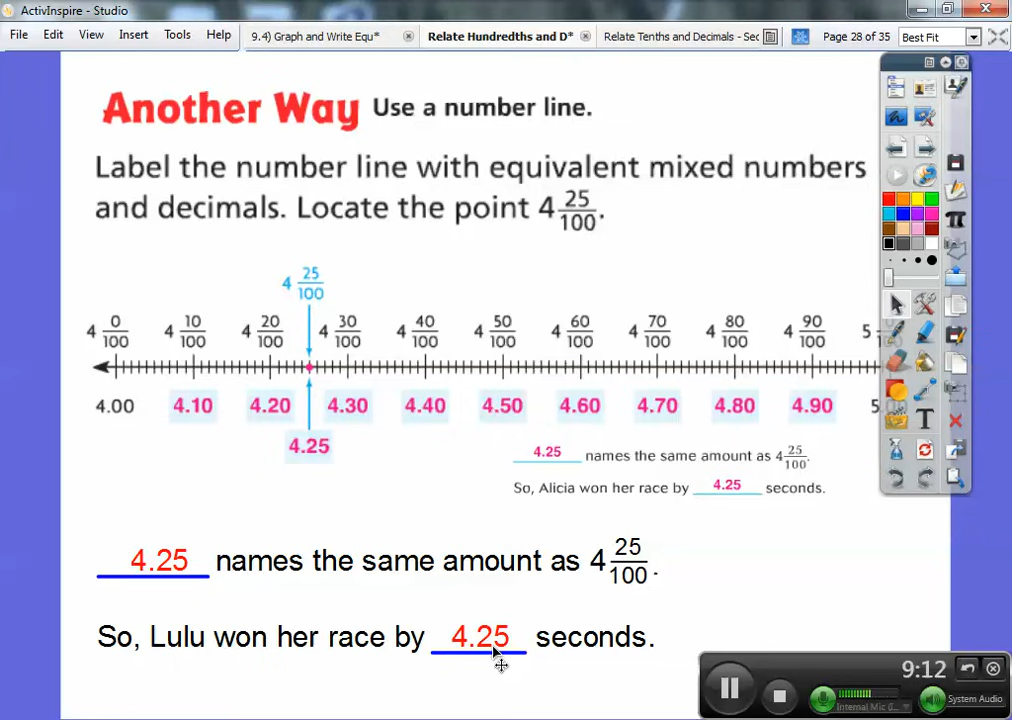 ActivInspire - Studio
File Edit View Insert Tools Help
9.4) Graph and Write Equ* Relate Hundredths and D* Relate Tenths and Decimals - Sec Page 28 of 35 Best Fit
Another Way Use a number line.
Label the number line with equivalent mixed numbers
and decimals. Locate the point 4 25/100.
4 25/100
4 0/100 4 10/100 4 20/100 4 30/100 4 40/100 4 50/100 4 60/100 4 70/100 4 80/100 4 90/100 5
4.00 4.10 4.20 4.30 4.40 4.50 4.60 4.70 4.80 4.90 5
4.25
4.25 names the same amount as 4 25/100.
So, Alicia won her race by 4.25 seconds.
4.25 names the same amount as 4 25/100.
So, Lulu won her race by 4.25 seconds.
9:12
Internal Mic (I... System Audio